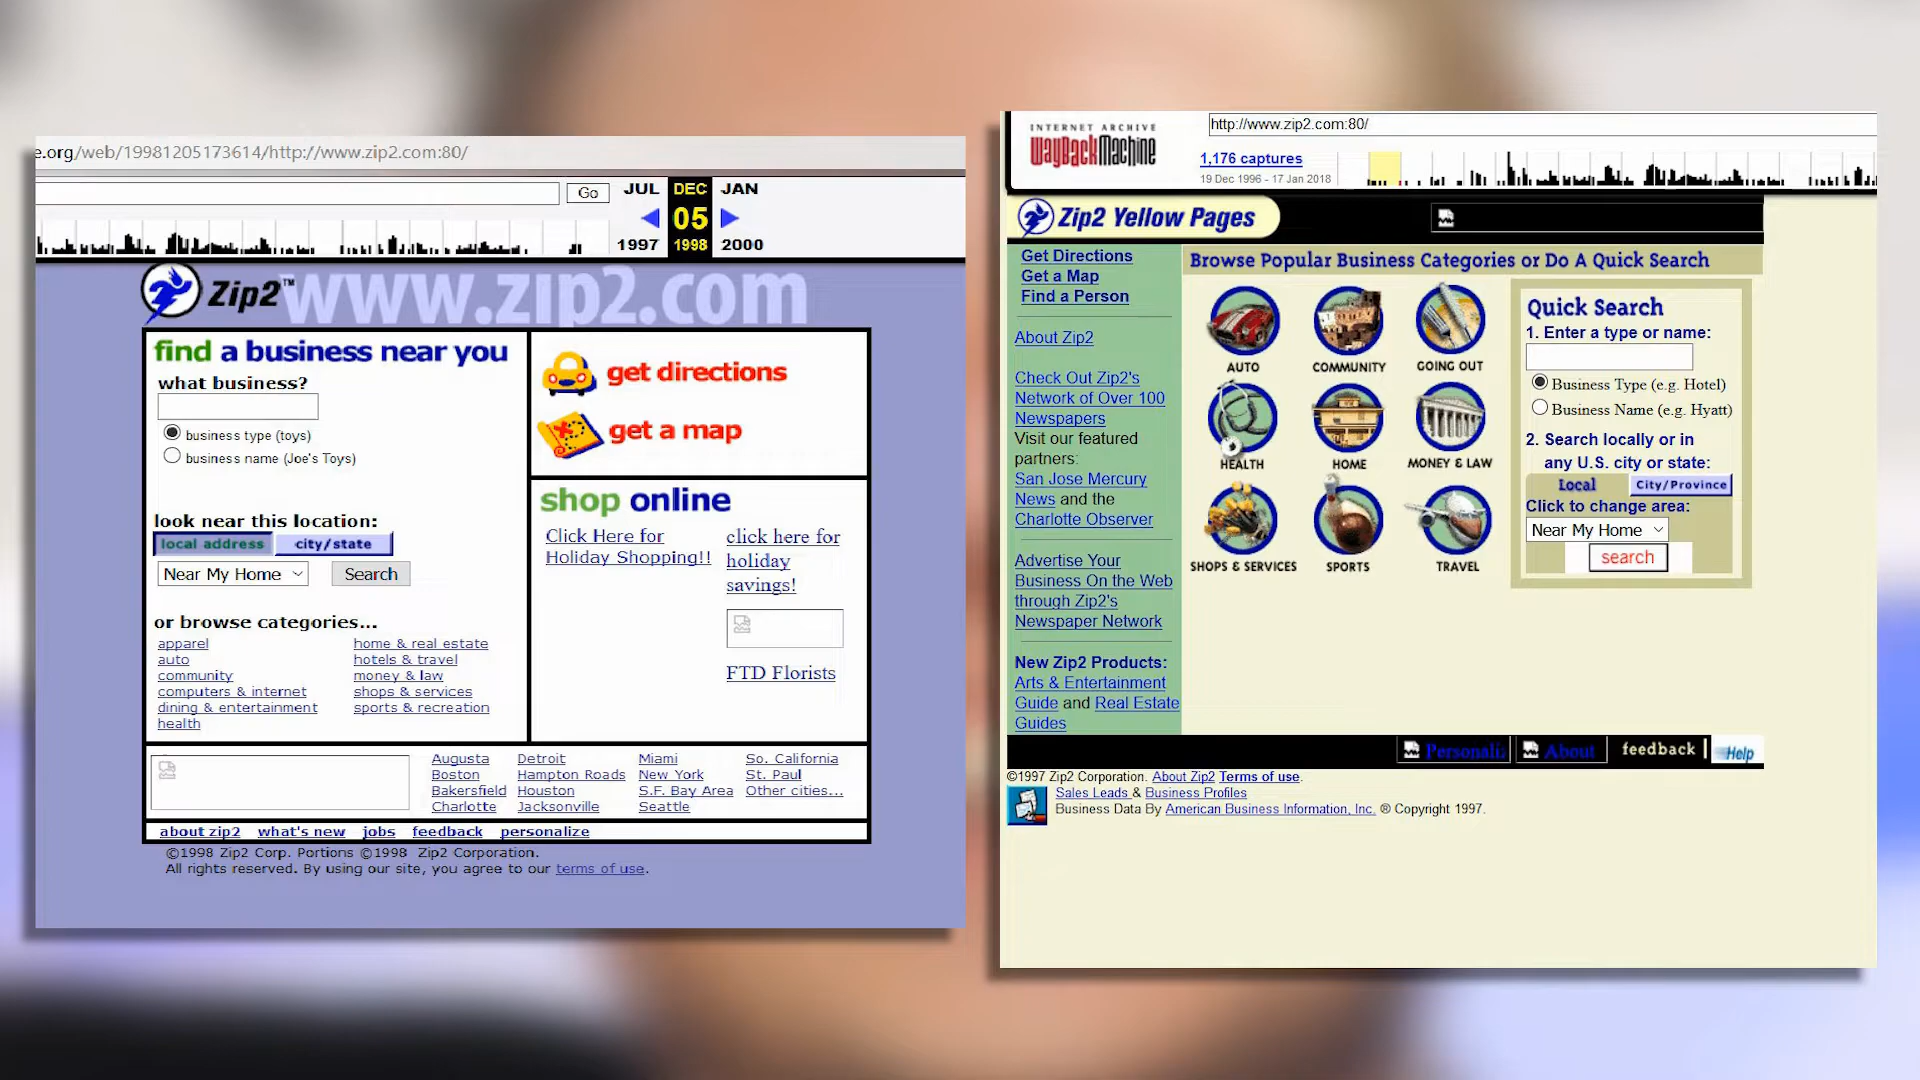 e.org/web/19981205173614/http://www.zip2.com:80/
Go
JUL DEC JAN
05
1997 1998 2000
Zip2™ www.zip2.com
find a business near you
what business?
business type (toys)
business name (Joe's Toys)
look near this location:
local address city/state
Near My Home Search
or browse categories...
apparel home & real estate
auto hotels & travel
community money & law
computers & internet shops & services
dining & entertainment sports & recreation
health
get directions
get a map
shop online
Click Here for
Holiday Shopping!!
click here for
holiday
savings!
FTD Florists
Augusta Detroit Miami So. California
Boston Hampton Roads New York St. Paul
Bakersfield Houston S.F. Bay Area Other cities...
Charlotte Jacksonville Seattle
about zip2 what's new jobs feedback personalize
©1998 Zip2 Corp. Portions ©1998 Zip2 Corporation.
All rights reserved. By using our site, you agree to our terms of use.
INTERNET ARCHIVE
WayBackMachine
http://www.zip2.com:80/
1,176 captures
19 Dec 1996 - 17 Jan 2018
Zip2 Yellow Pages
Get Directions
Get a Map
Find a Person
About Zip2
Check Out Zip2's
Network of Over 100
Newspapers
Visit our featured
partners:
San Jose Mercury
News and the
Charlotte Observer
Advertise Your
Business On the Web
through Zip2's
Newspaper Network
New Zip2 Products:
Arts & Entertainment
Guide and Real Estate
Guides
Browse Popular Business Categories or Do A Quick Search
AUTO COMMUNITY GOING OUT
HEALTH HOME MONEY & LAW
SHOPS & SERVICES SPORTS TRAVEL
Quick Search
1. Enter a type or name:
Business Type (e.g. Hotel)
Business Name (e.g. Hyatt)
2. Search locally or in
any U.S. city or state:
Local City/Province
Click to change area:
Near My Home
search
Personali About feedback Help
©1997 Zip2 Corporation. About Zip2 Terms of use.
Sales Leads & Business Profiles
Business Data By American Business Information, Inc. ® Copyright 1997.